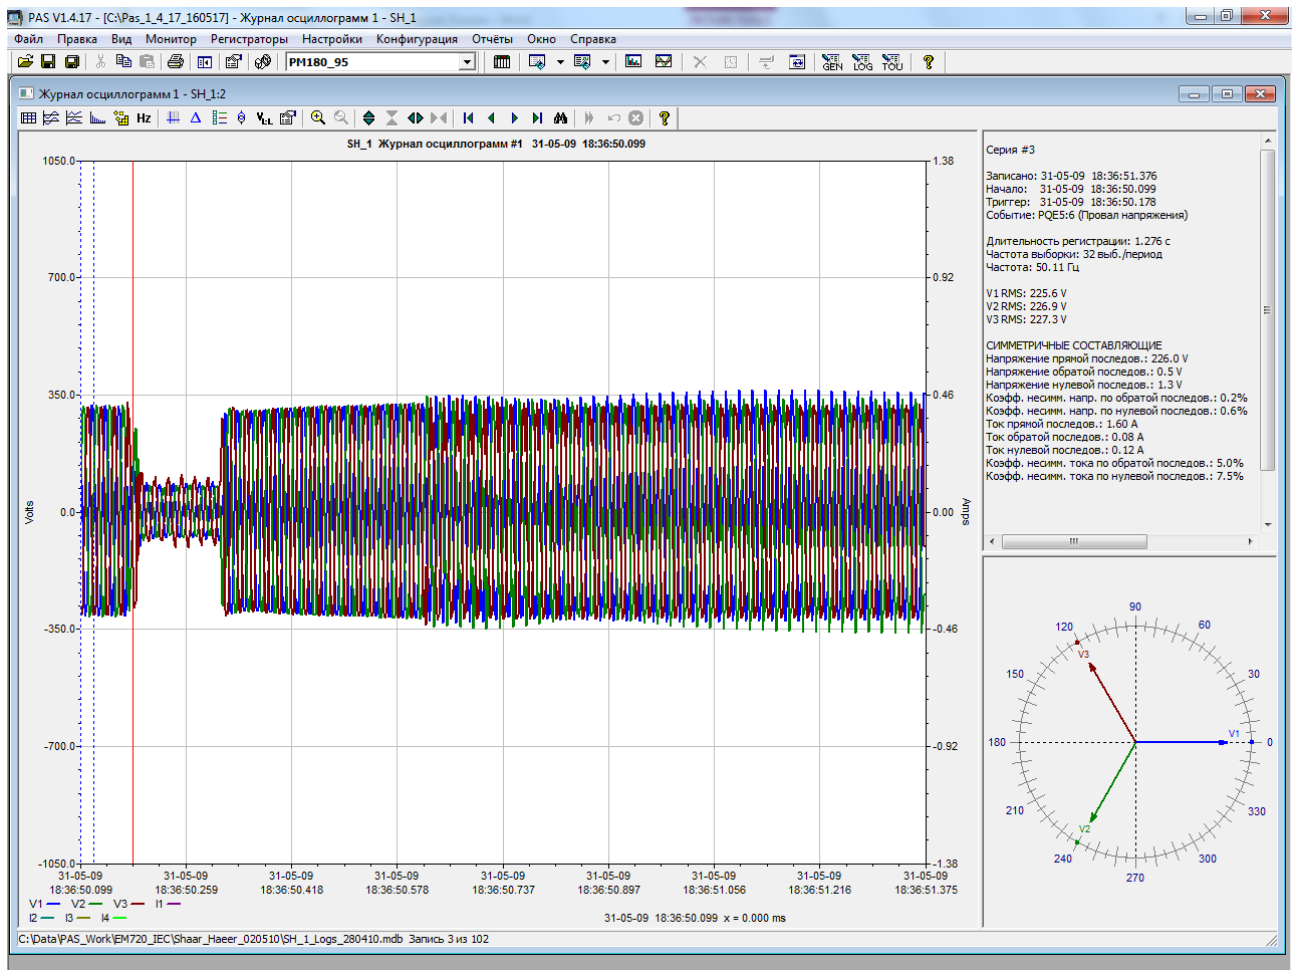 PAS V1.4.17 - [C:\Pas_1_4_17_160517] - Журнал осциллограмм 1 - SH_1
Файл Правка Вид Монитор Регистраторы Настройки Конфигурация Отчёты Окно Справка
PM180_95
GEN LOG TOU
Журнал осциллограмм 1 - SH_1:2
Hz
V L:L
SH_1 Журнал осциллограмм #1 31-05-09 18:36:50.099
1050.0
700.0
350.0
0.0
-350.0
-700.0
-1050.0
Volts
1.38
0.92
0.46
0.00
-0.46
-0.92
-1.38
Amps
31-05-09 31-05-09 31-05-09 31-05-09 31-05-09 31-05-09 31-05-09 31-05-09 31-05-09
18:36:50.099 18:36:50.259 18:36:50.418 18:36:50.578 18:36:50.737 18:36:50.897 18:36:51.056 18:36:51.216 18:36:51.375
V1 V2 V3 I1
I2 I3 I4
31-05-09 18:36:50.099 x = 0.000 ms
Серия #3
Записано: 31-05-09 18:36:51.376
Начало: 31-05-09 18:36:50.099
Триггер: 31-05-09 18:36:50.178
Событие: PQE5:6 (Провал напряжения)
Длительность регистрации: 1.276 с
Частота выборки: 32 выб./период
Частота: 50.11 Гц
V1 RMS: 225.6 V
V2 RMS: 226.9 V
V3 RMS: 227.3 V
СИММЕТРИЧНЫЕ СОСТАВЛЯЮЩИЕ
Напряжение прямой последов.: 226.0 V
Напряжение обратой последов.: 0.5 V
Напряжение нулевой последов.: 1.3 V
Коэфф. несимм. напр. по обратой последов.: 0.2%
Коэфф. несимм. напр. по нулевой последов.: 0.6%
Ток прямой последов.: 1.60 A
Ток обратой последов.: 0.08 A
Ток нулевой последов.: 0.12 A
Коэфф. несимм. тока по обратой последов.: 5.0%
Коэфф. несимм. тока по нулевой последов.: 7.5%
90
120 60
V3
150 30
180 V1 0
210 330
V2
240 300
270
C:\Data\PAS_Work\EM720_IEC\Shaar_Haeer_020510\SH_1_Logs_280410.mdb Запись 3 из 102